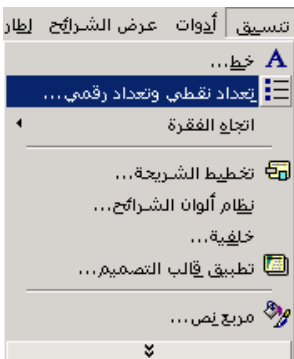 تنسيق أدوات عرض الشرائح إطار
خط...
تعداد نقطي وتعداد رقمي...
اتجاه الفقرة
تخطيط الشريحة...
نظام ألوان الشرائح...
خلفية...
تطبيق قالب التصميم...
مربع نص...